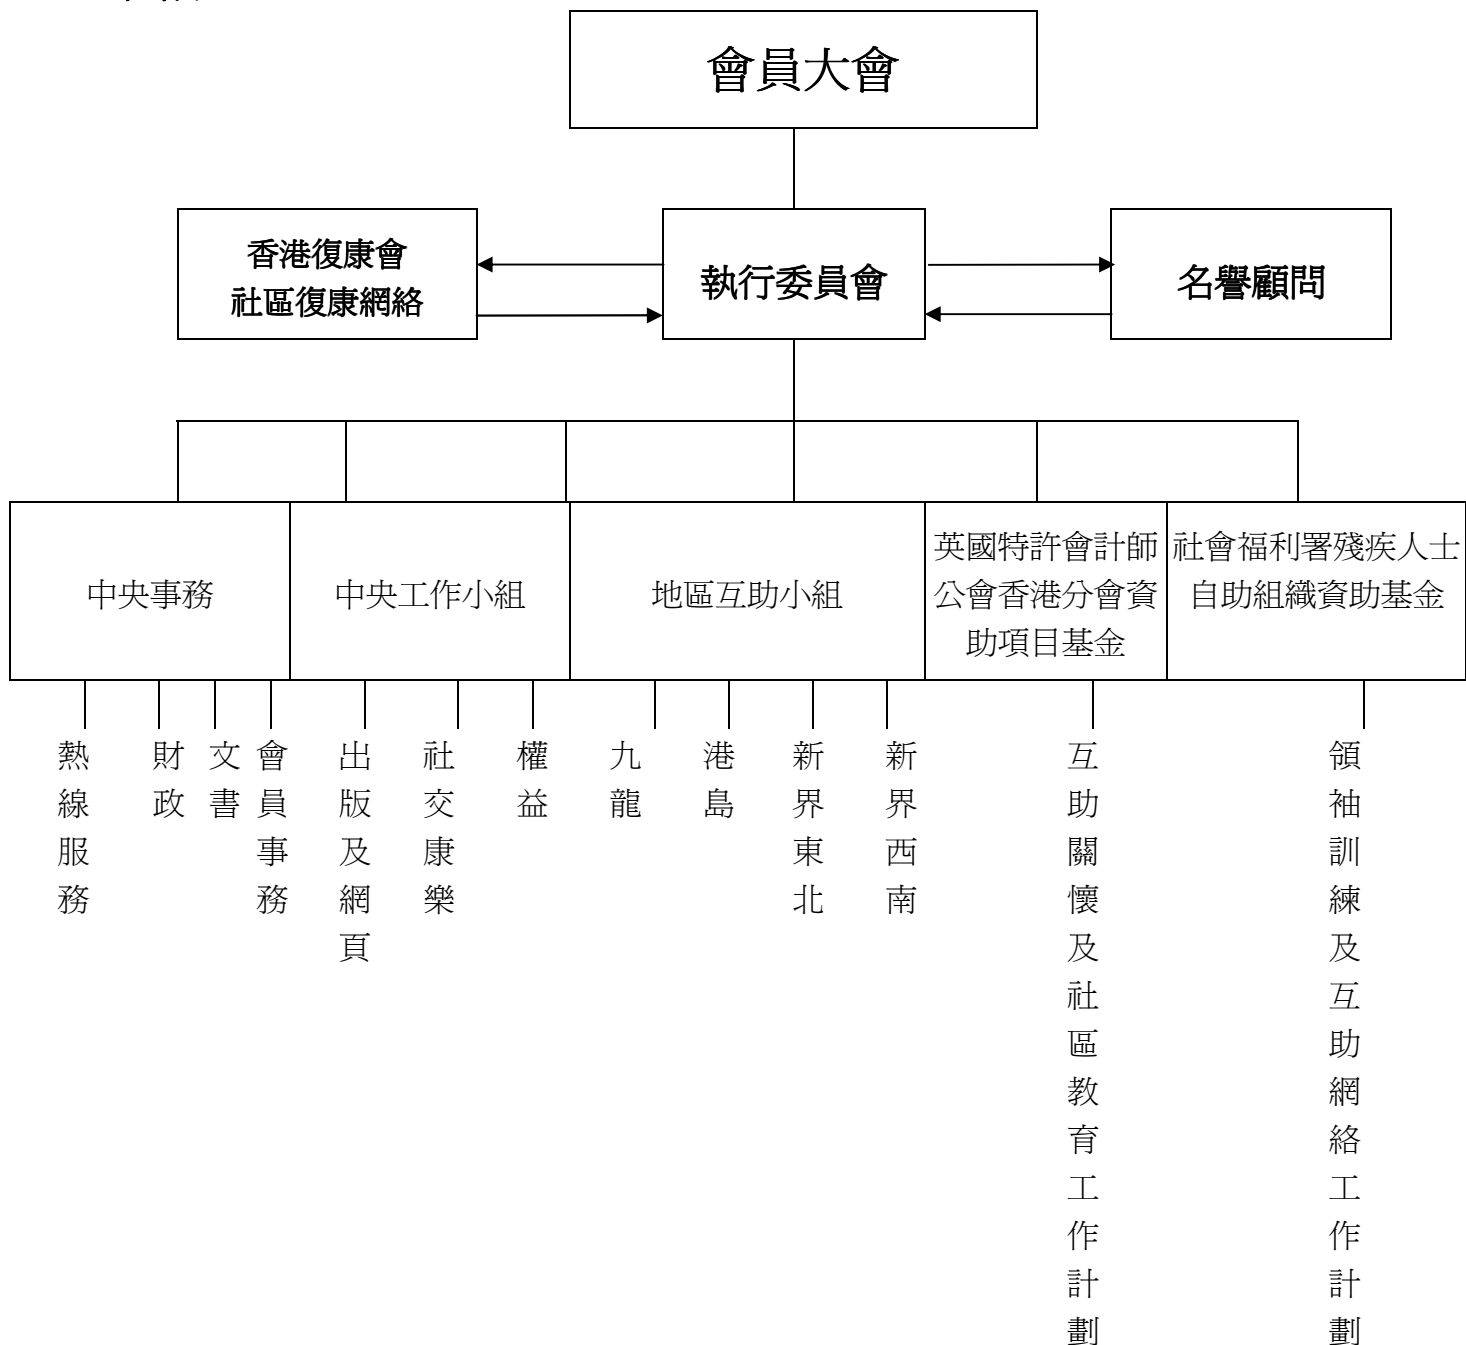 會員大會
香港復康會
社區復康網絡
執行委員會
名譽顧問
中央事務
中央工作小組
地區互助小組
英國特許會計師
公會香港分會資
助項目基金
社會福利署殘疾人士
自助組織資助基金
熱線服務
財政
文書
會員事務
出版及網頁
社交康樂
權益
九龍
港島
新界東北
新界西南
互助關懷及社區教育工作計劃
領袖訓練及互助網絡工作計劃